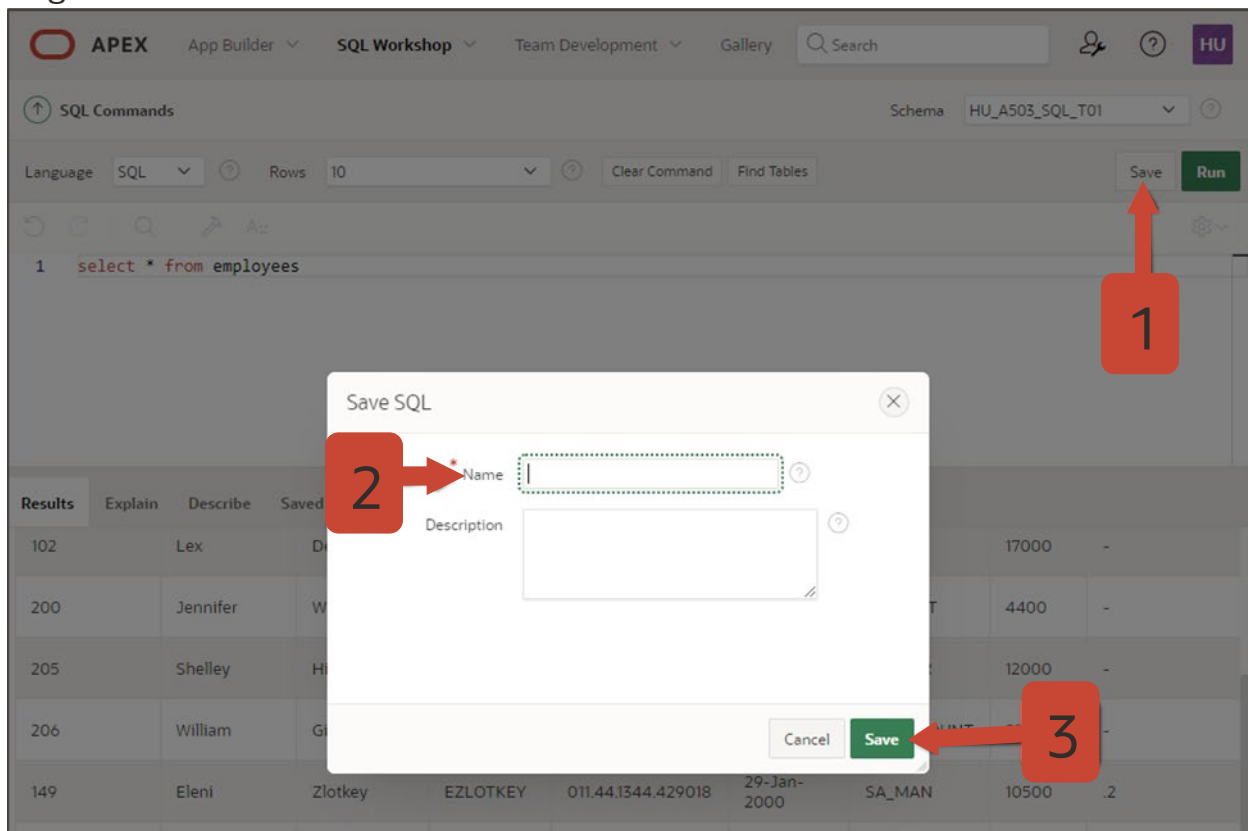 APEX App Builder SQL Workshop Team Development Gallery Search HU
SQL Commands Schema HU_A503_SQL_T01
Language SQL Rows 10 Clear Command Find Tables Save Run
1 select * from employees
1
Save SQL
2 * Name
Results Explain Describe Saved
Description
102 Lex De 17000 -
200 Jennifer W T 4400 -
205 Shelley Hi 12000 -
206 William Gi Cancel Save 3 -
149 Eleni Zlotkey EZLOTKEY 011.44.1344.429018 29-Jan-
2000 SA_MAN 10500 .2